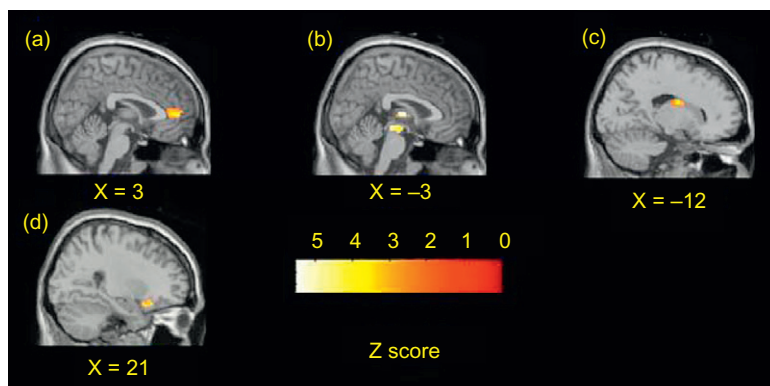 (a)
(b)
(c)
X = 3
X = –3
X = –12
(d)
5 4 3 2 1 0
Z score
X = 21